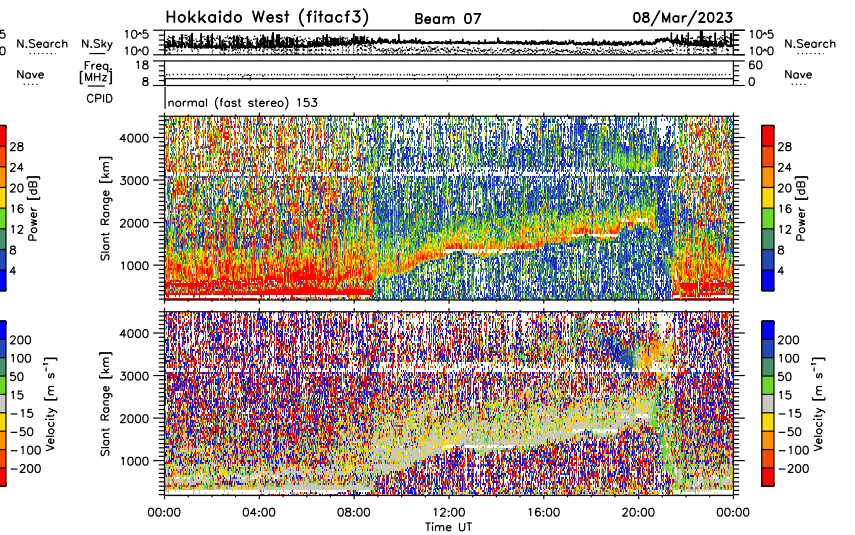 Hokkaido West (fitacf3) Beam 07 08/Mar/2023
5 N.Search N.Sky 10^5 10^5 N.Search
0 10^0 10^0
Nave Freq. 18 60 Nave
[MHz] 8 0
CPID normal (fast stereo) 153
28 24 20 16 12 8 4
Power [dB]
Slant Range [km]
4000
3000
2000
1000
28 24 20 16 12 8 4
Power [dB]
200 100 50 15 -15 -50 -100 -200
Velocity [m s⁻¹]
Slant Range [km]
4000
3000
2000
1000
200 100 50 15 -15 -50 -100 -200
Velocity [m s⁻¹]
00:00 04:00 08:00 12:00 16:00 20:00 00:00
Time UT